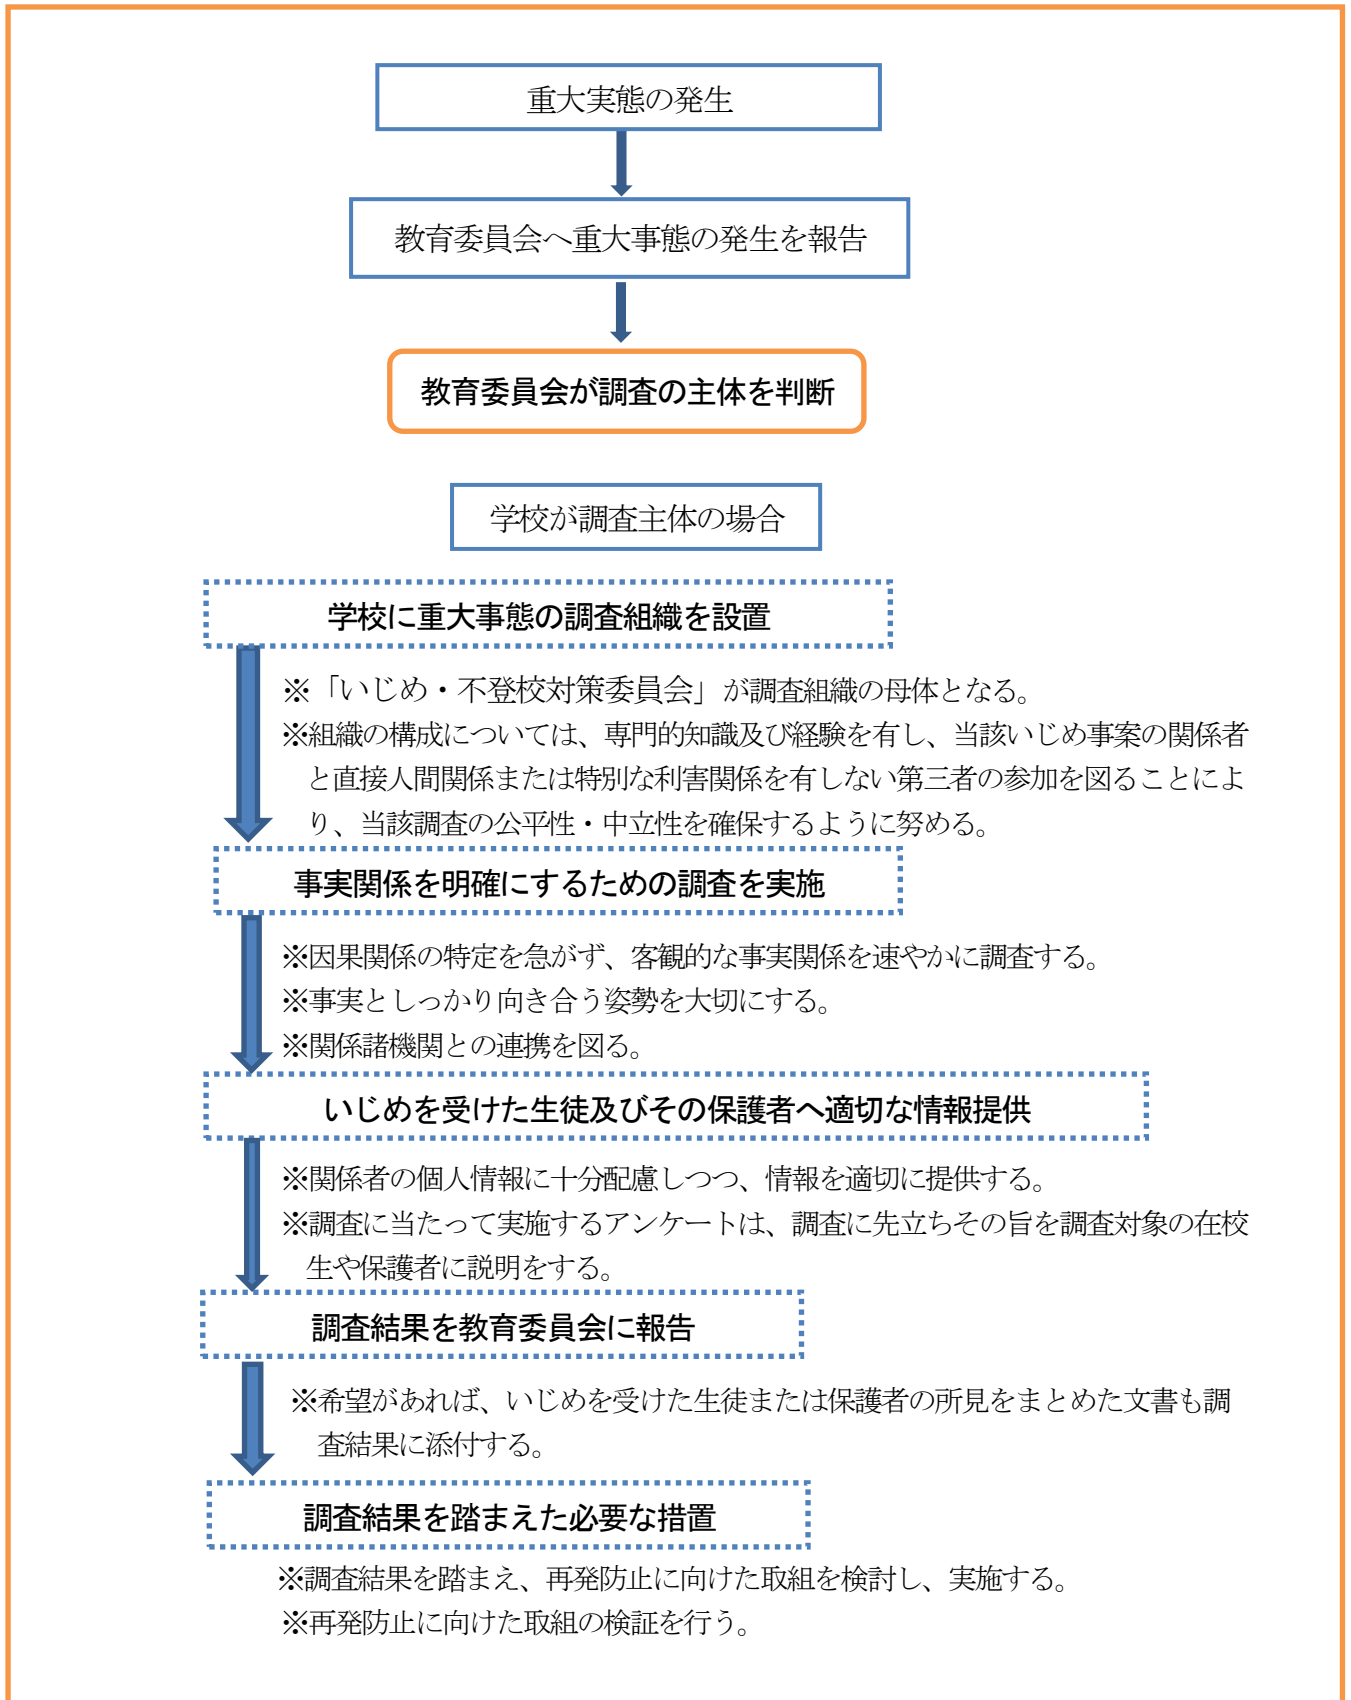 重大実態の発生
教育委員会へ重大事態の発生を報告
教育委員会が調査の主体を判断
学校が調査主体の場合
学校に重大事態の調査組織を設置
※「いじめ・不登校対策委員会」が調査組織の母体となる。
※組織の構成については、専門的知識及び経験を有し、当該いじめ事案の関係者
と直接人間関係または特別な利害関係を有しない第三者の参加を図ることによ
り、当該調査の公平性・中立性を確保するように努める。
事実関係を明確にするための調査を実施
※因果関係の特定を急がず、客観的な事実関係を速やかに調査する。
※事実としっかり向き合う姿勢を大切にする。
※関係諸機関との連携を図る。
いじめを受けた生徒及びその保護者へ適切な情報提供
※関係者の個人情報に十分配慮しつつ、情報を適切に提供する。
※調査に当たって実施するアンケートは、調査に先立ちその旨を調査対象の在校
生や保護者に説明をする。
調査結果を教育委員会に報告
※希望があれば、いじめを受けた生徒または保護者の所見をまとめた文書も調
査結果に添付する。
調査結果を踏まえた必要な措置
※調査結果を踏まえ、再発防止に向けた取組を検討し、実施する。
※再発防止に向けた取組の検証を行う。